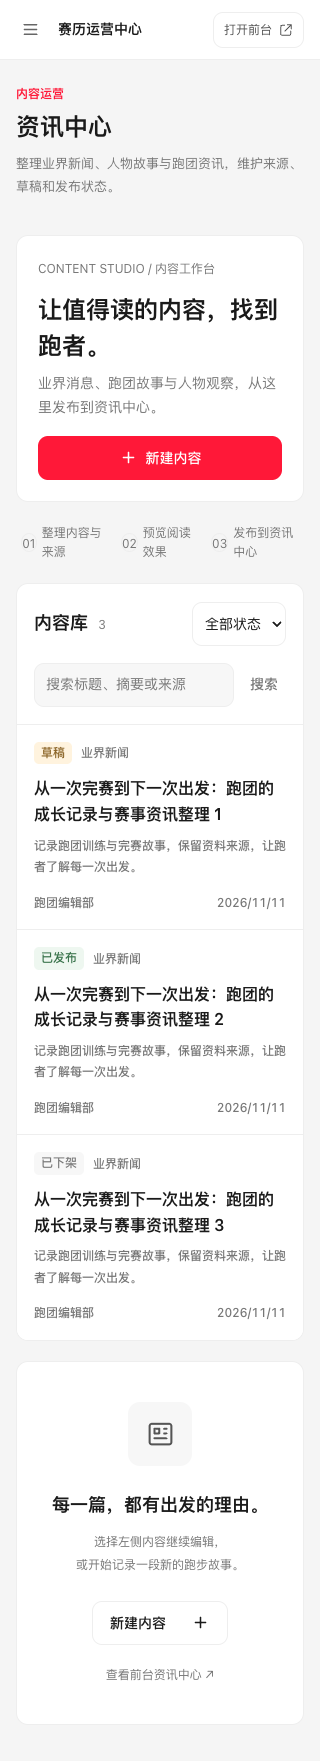 赛历运营中心
打开前台
内容运营
资讯中心
整理业界新闻、人物故事与跑团资讯，维护来源、
草稿和发布状态。
CONTENT STUDIO / 内容工作台
让值得读的内容，找到
跑者。
业界消息、跑团故事与人物观察，从这
里发布到资讯中心。
＋ 新建内容
01 整理内容与
来源
02 预览阅读
效果
03 发布到资讯
中心
内容库 3
全部状态
搜索标题、摘要或来源
搜索
草稿 业界新闻
从一次完赛到下一次出发：跑团的
成长记录与赛事资讯整理 1
记录跑团训练与完赛故事，保留资料来源，让跑
者了解每一次出发。
跑团编辑部 2026/11/11
已发布 业界新闻
从一次完赛到下一次出发：跑团的
成长记录与赛事资讯整理 2
记录跑团训练与完赛故事，保留资料来源，让跑
者了解每一次出发。
跑团编辑部 2026/11/11
已下架 业界新闻
从一次完赛到下一次出发：跑团的
成长记录与赛事资讯整理 3
记录跑团训练与完赛故事，保留资料来源，让跑
者了解每一次出发。
跑团编辑部 2026/11/11
每一篇，都有出发的理由。
选择左侧内容继续编辑，
或开始记录一段新的跑步故事。
新建内容 ＋
查看前台资讯中心 ↗